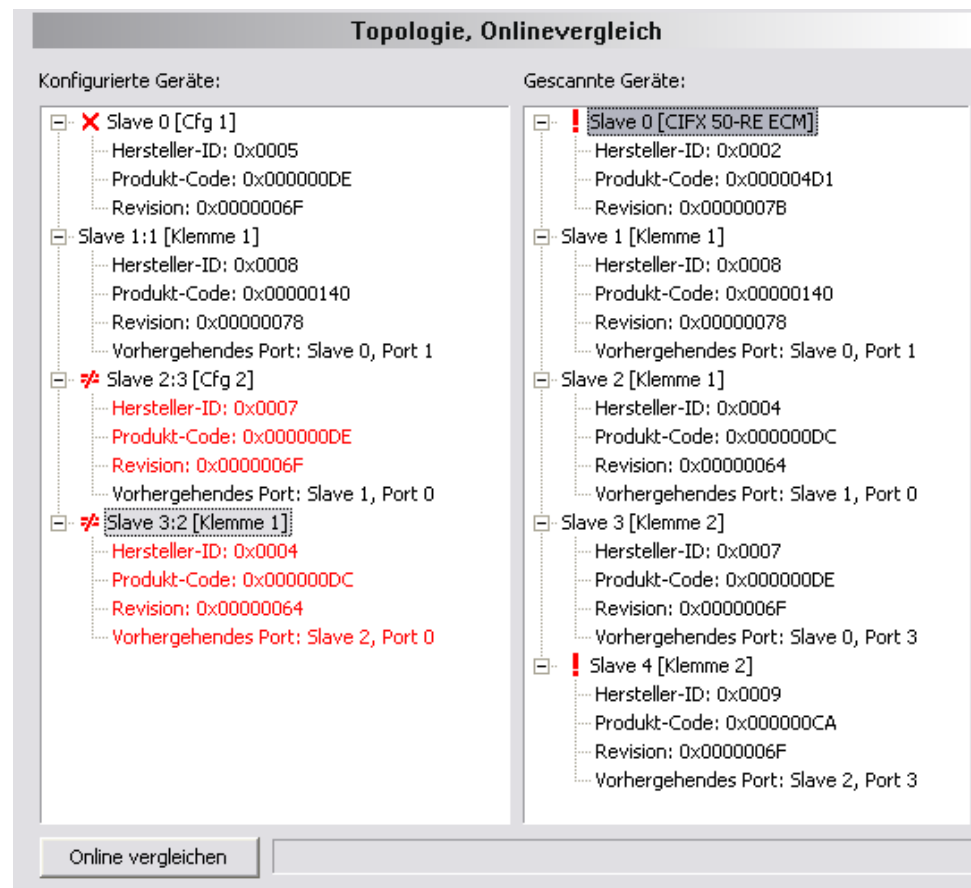 Topologie, Onlinevergleich
Konfigurierte Geräte:
Slave 0 [Cfg 1]
Hersteller-ID: 0x0005
Produkt-Code: 0x000000DE
Revision: 0x0000006F
Slave 1:1 [Klemme 1]
Hersteller-ID: 0x0008
Produkt-Code: 0x00000140
Revision: 0x00000078
Vorhergehendes Port: Slave 0, Port 1
Slave 2:3 [Cfg 2]
Hersteller-ID: 0x0007
Produkt-Code: 0x000000DE
Revision: 0x0000006F
Vorhergehendes Port: Slave 1, Port 0
Slave 3:2 [Klemme 1]
Hersteller-ID: 0x0004
Produkt-Code: 0x000000DC
Revision: 0x00000064
Vorhergehendes Port: Slave 2, Port 0
Gescannte Geräte:
Slave 0 [CIFX 50-RE ECM]
Hersteller-ID: 0x0002
Produkt-Code: 0x000004D1
Revision: 0x0000007B
Slave 1 [Klemme 1]
Hersteller-ID: 0x0008
Produkt-Code: 0x00000140
Revision: 0x00000078
Vorhergehendes Port: Slave 0, Port 1
Slave 2 [Klemme 1]
Hersteller-ID: 0x0004
Produkt-Code: 0x000000DC
Revision: 0x00000064
Vorhergehendes Port: Slave 1, Port 0
Slave 3 [Klemme 2]
Hersteller-ID: 0x0007
Produkt-Code: 0x000000DE
Revision: 0x0000006F
Vorhergehendes Port: Slave 0, Port 3
Slave 4 [Klemme 2]
Hersteller-ID: 0x0009
Produkt-Code: 0x000000CA
Revision: 0x0000006F
Vorhergehendes Port: Slave 2, Port 3
Online vergleichen